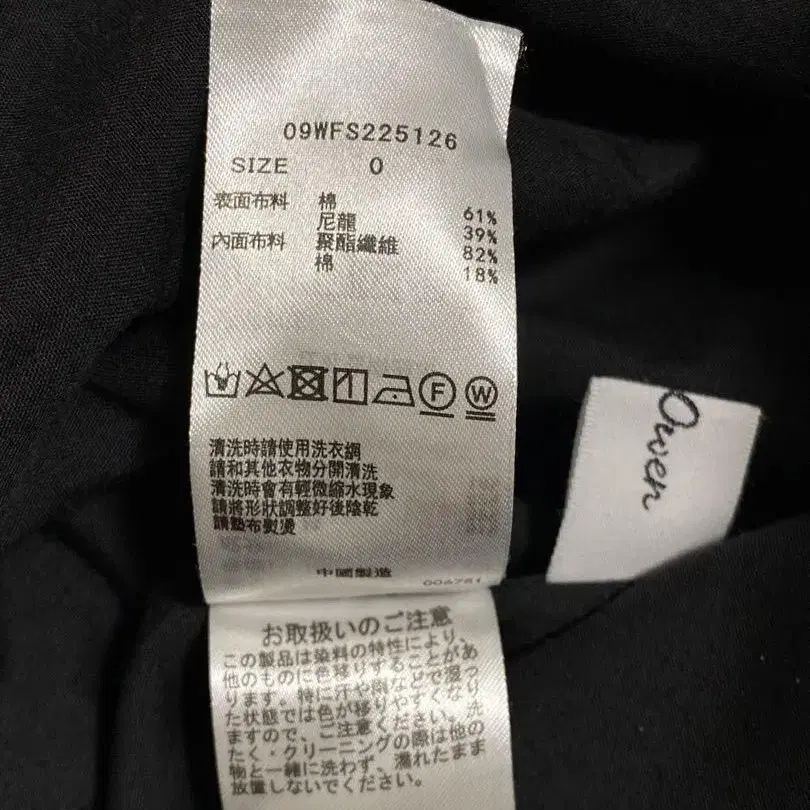 09WFS225126
SIZE 0
表面布料 棉 61%
尼龍 39%
內面布料 聚酯纖維 82%
棉 18%
F W
清洗時請使用洗衣網
請和其他衣物分開清洗
清洗時會有輕微縮水現象
請將形狀調整好後陰乾
請墊布熨燙
中國製造
006781
Owen
お取扱いのご注意
この製品は染料の特性により、
他のものに色移りすることがあ
ります。特に汗や雨などで湿っ
た状態では色が移りやすくなり
ますので、ご注意ください。洗
たく・クリーニングの際は他の
物と一緒に洗わず、濡れたまま
放置しないでください。